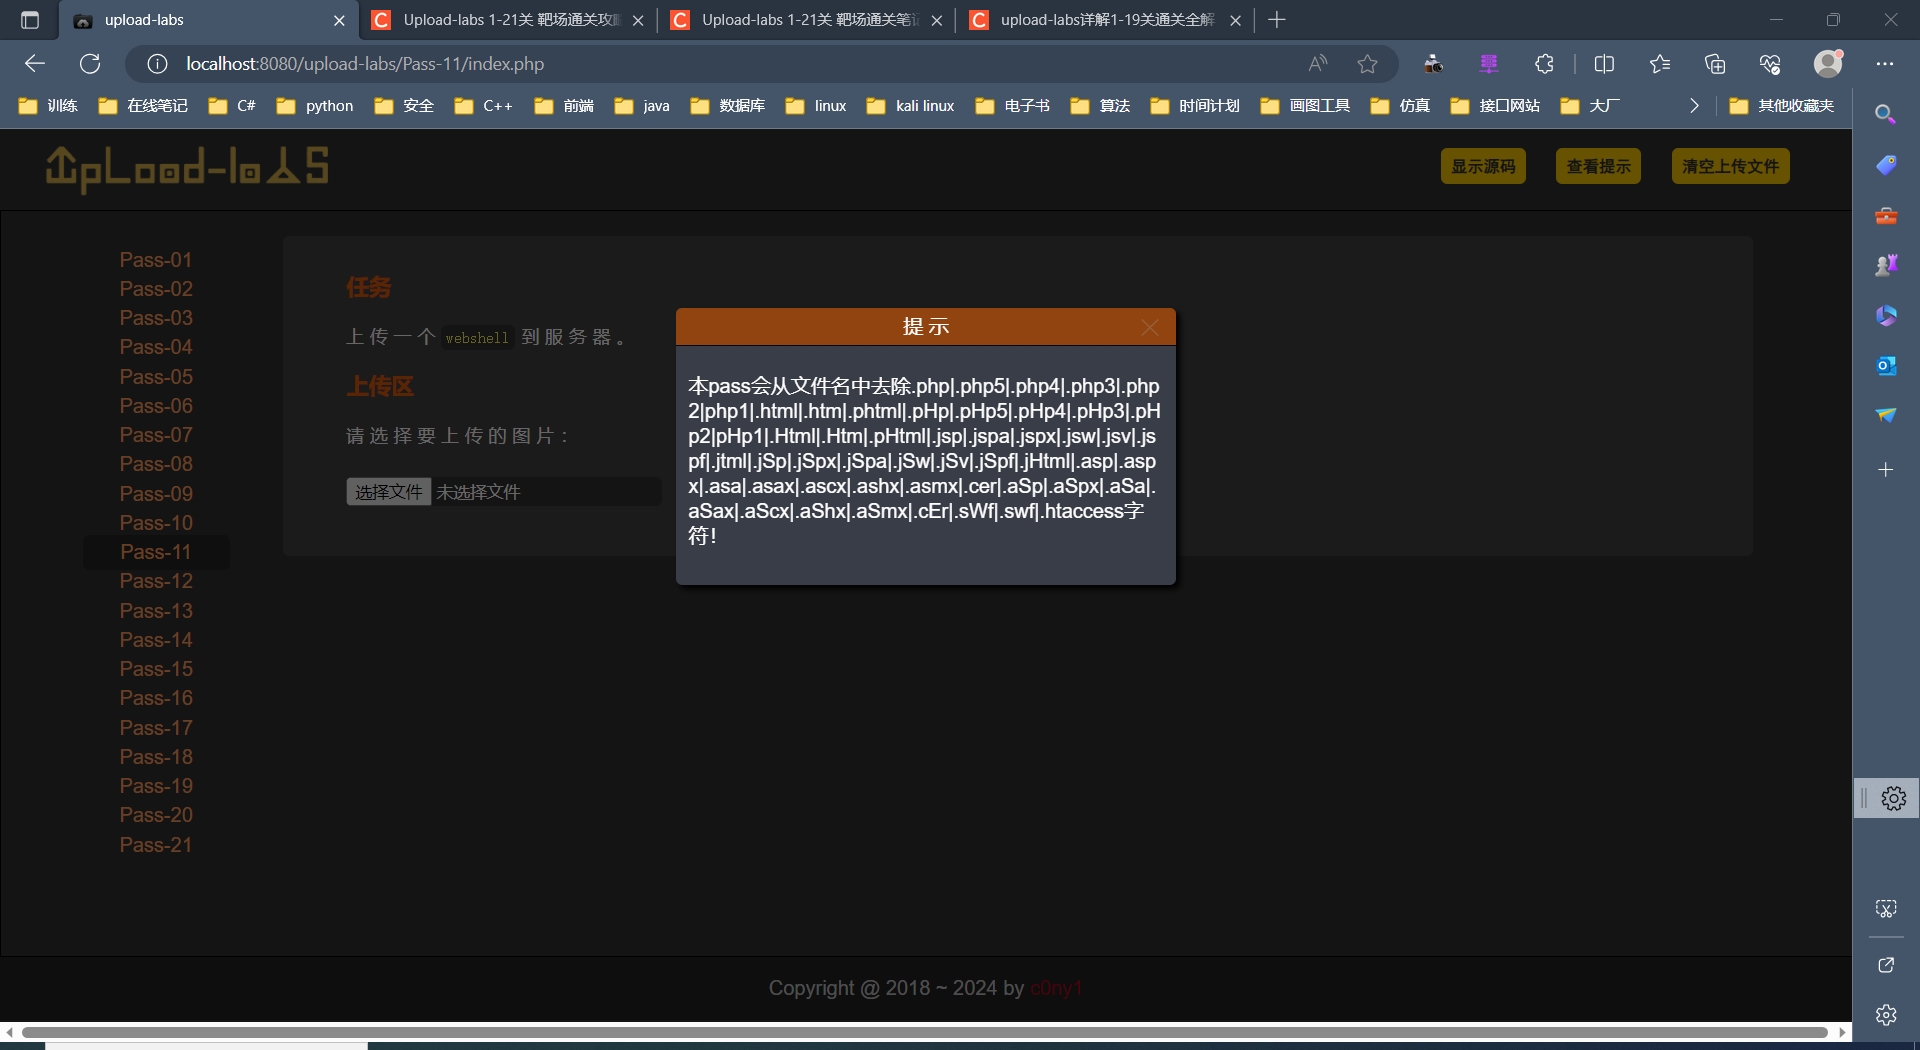 upload-labs
Upload-labs 1-21关 靶场通关攻
Upload-labs 1-21关 靶场通关笔
upload-labs详解1-19关通关全解
localhost:8080/upload-labs/Pass-11/index.php
训练 在线笔记 C# python 安全 C++ 前端 java 数据库 linux kali linux 电子书 算法 时间计划 画图工具 仿真 接口网站 大厂 其他收藏夹
UpLoad-labs
显示源码 查看提示 清空上传文件
Pass-01
Pass-02
Pass-03
Pass-04
Pass-05
Pass-06
Pass-07
Pass-08
Pass-09
Pass-10
Pass-11
Pass-12
Pass-13
Pass-14
Pass-15
Pass-16
Pass-17
Pass-18
Pass-19
Pass-20
Pass-21
任务
上传一个 webshell 到服务器。
上传区
请选择要上传的图片：
选择文件 未选择文件
提示
本pass会从文件名中去除.php|.php5|.php4|.php3|.php
2|php1|.html|.htm|.phtml|.pHp|.pHp5|.pHp4|.pHp3|.pH
p2|pHp1|.Html|.Htm|.pHtml|.jsp|.jspa|.jspx|.jsw|.jsv|.js
pf|.jtml|.jSp|.jSpx|.jSpa|.jSw|.jSv|.jSpf|.jHtml|.asp|.asp
x|.asa|.asax|.ascx|.ashx|.asmx|.cer|.aSp|.aSpx|.aSa|.
aSax|.aScx|.aShx|.aSmx|.cEr|.sWf|.swf|.htaccess字
符！
Copyright @ 2018 ~ 2024 by c0ny1